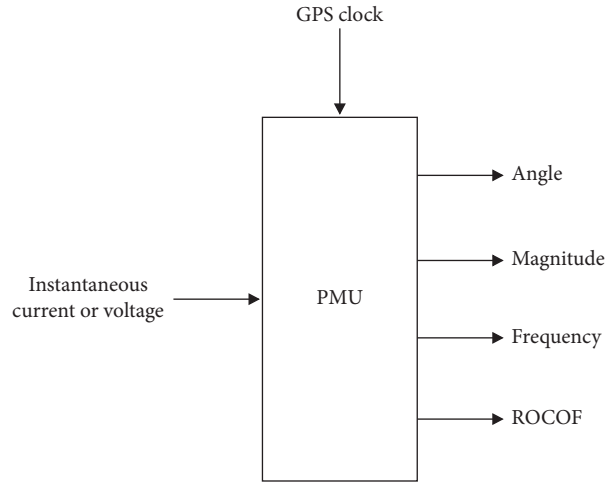 GPS clock
Angle
Magnitude
Instantaneous
current or voltage
PMU
Frequency
ROCOF